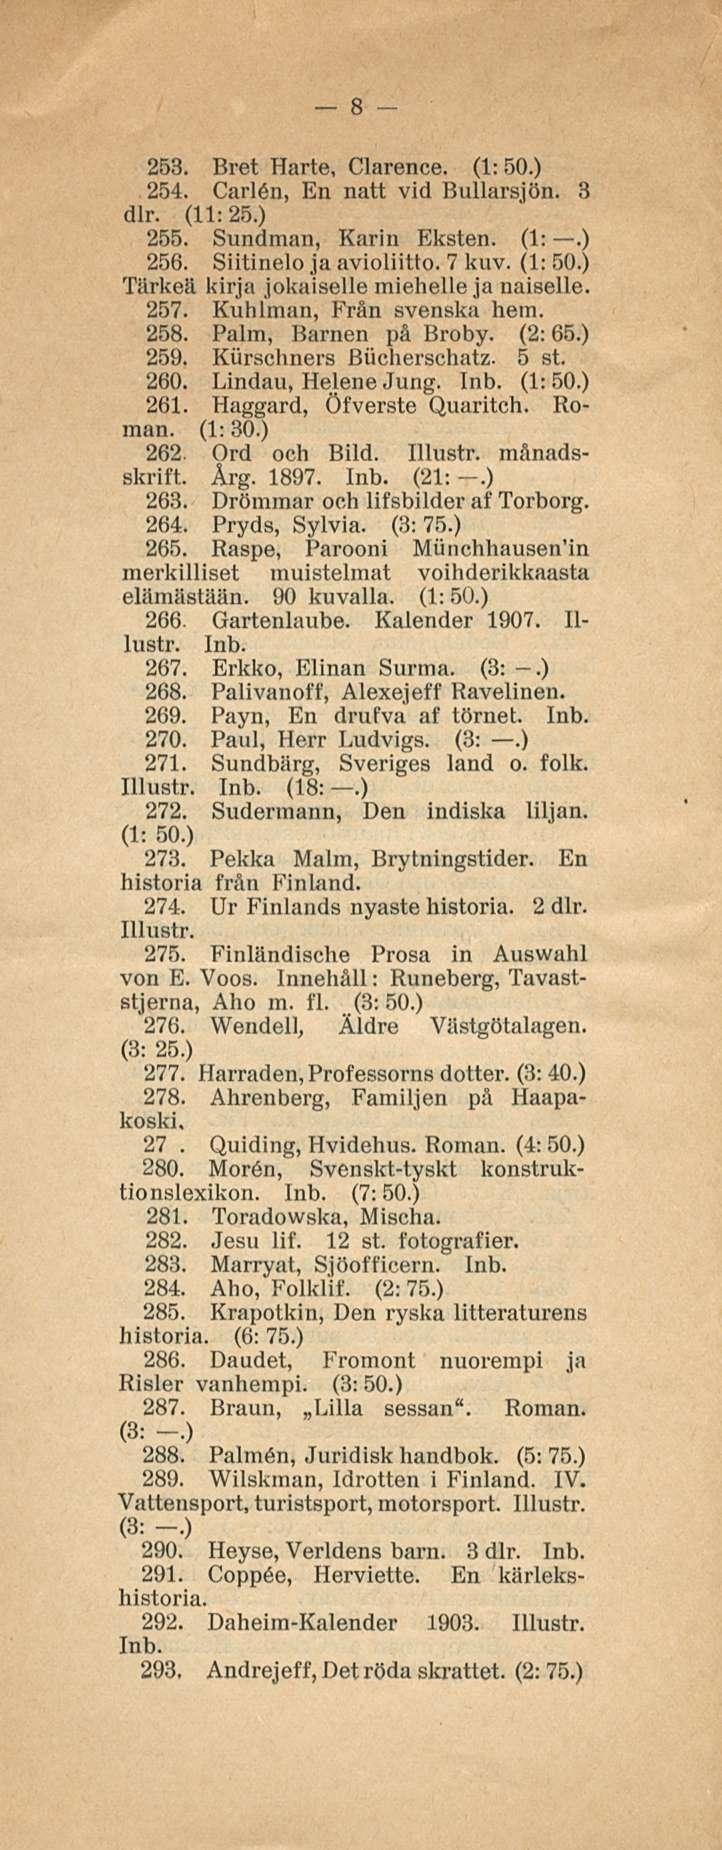 — 8 —
253. Bret Harte, Clarence. (1: 50.)
254. Carlén, En natt vid Bullarsjön. 3
dlr. (11: 25.)
255. Sundman, Karin Eksten. (1: —.)
256. Siitinelo ja avioliitto. 7 kuv. (1: 50.)
Tärkeä kirja jokaiselle miehelle ja naiselle.
257. Kuhlman, Från svenska hem.
258. Palm, Barnen på Broby. (2: 65.)
259. Kürschners Bücherschatz. 5 st.
260. Lindau, Helene Jung. Inb. (1: 50.)
261. Haggard, Öfverste Quaritch. Ro-
man. (1: 30.)
262. Ord och Bild. Illustr. månads-
skrift. Årg. 1897. Inb. (21: —.)
263. Drömmar och lifsbilder af Torborg.
264. Pryds, Sylvia. (3: 75.)
265. Raspe, Parooni Münchhausen'in
merkilliset muistelmat voihderikkaasta
elämästään. 90 kuvalla. (1: 50.)
266. Gartenlaube. Kalender 1907. Il-
lustr. Inb.
267. Erkko, Elinan Surma. (3: —.)
268. Palivanoff, Alexejeff Ravelinen.
269. Payn, En drufva af törnet. Inb.
270. Paul, Herr Ludvigs. (3: —.)
271. Sundbärg, Sveriges land o. folk.
Illustr. Inb. (18: —.)
272. Sudermann, Den indiska liljan.
(1: 50.)
273. Pekka Malm, Brytningstider. En
historia från Finland.
274. Ur Finlands nyaste historia. 2 dlr.
Illustr.
275. Finländische Prosa in Auswahl
von E. Voos. Innehåll: Runeberg, Tavast-
stjerna, Aho m. fl. (3: 50.)
276. Wendell, Äldre Västgötalagen.
(3: 25.)
277. Harraden, Professorns dotter. (3: 40.)
278. Ahrenberg, Familjen på Haapa-
koski.
27 . Quiding, Hvidehus. Roman. (4: 50.)
280. Morén, Svenskt-tyskt konstruk-
tionslexikon. Inb. (7: 50.)
281. Toradowska, Mischa.
282. Jesu lif. 12 st. fotografier.
283. Marryat, Sjöofficern. Inb.
284. Aho, Folklif. (2: 75.)
285. Krapotkin, Den ryska litteraturens
historia. (6: 75.)
286. Daudet, Fromont nuorempi ja
Risler vanhempi. (3: 50.)
287. Braun, „Lilla sessan“. Roman.
(3: —.)
288. Palmén, Juridisk handbok. (5: 75.)
289. Wilskman, Idrotten i Finland. IV.
Vattensport, turistsport, motorsport. Illustr.
(3: —.)
290. Heyse, Verldens barn. 3 dlr. Inb.
291. Coppée, Herviette. En kärleks-
historia.
292. Daheim-Kalender 1903. Illustr.
Inb.
293. Andrejeff, Det röda skrattet. (2: 75.)